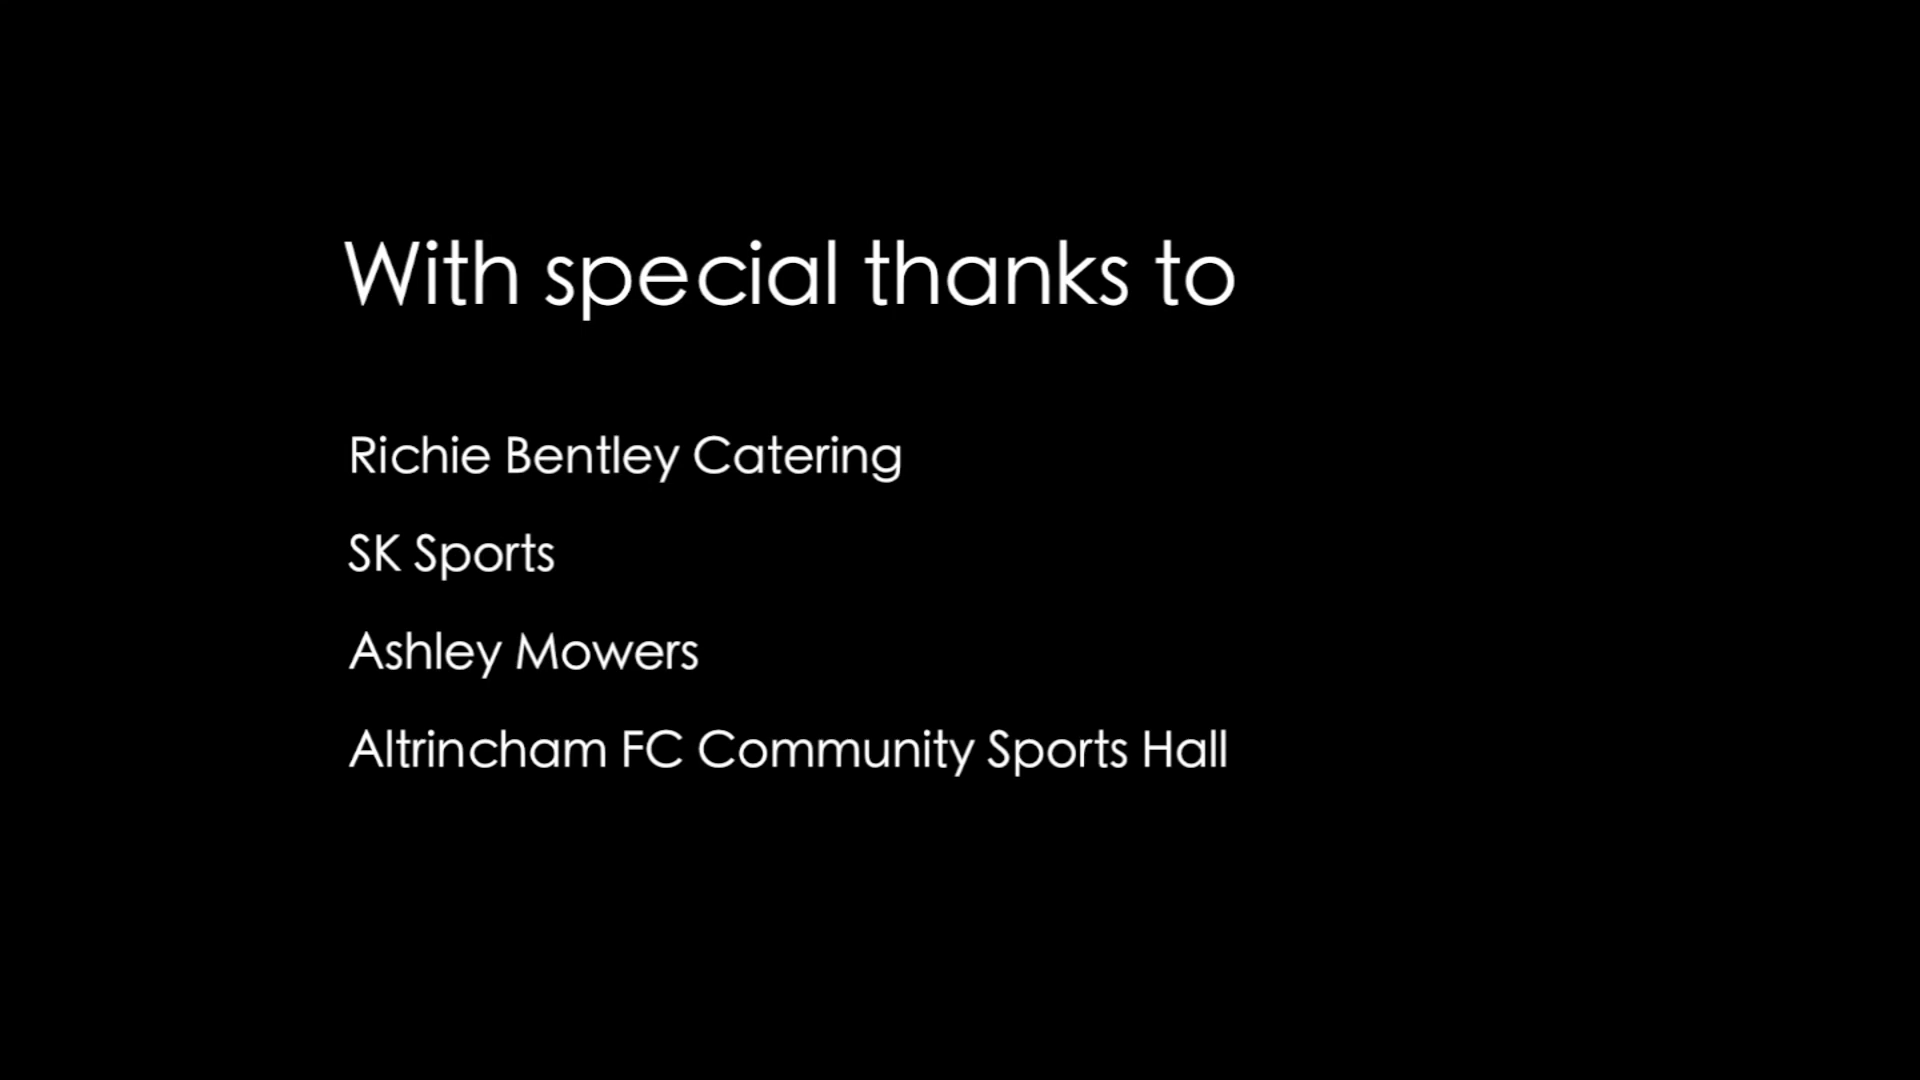 With special thanks to
Richie Bentley Catering
SK Sports
Ashley Mowers
Altrincham FC Community Sports Hall